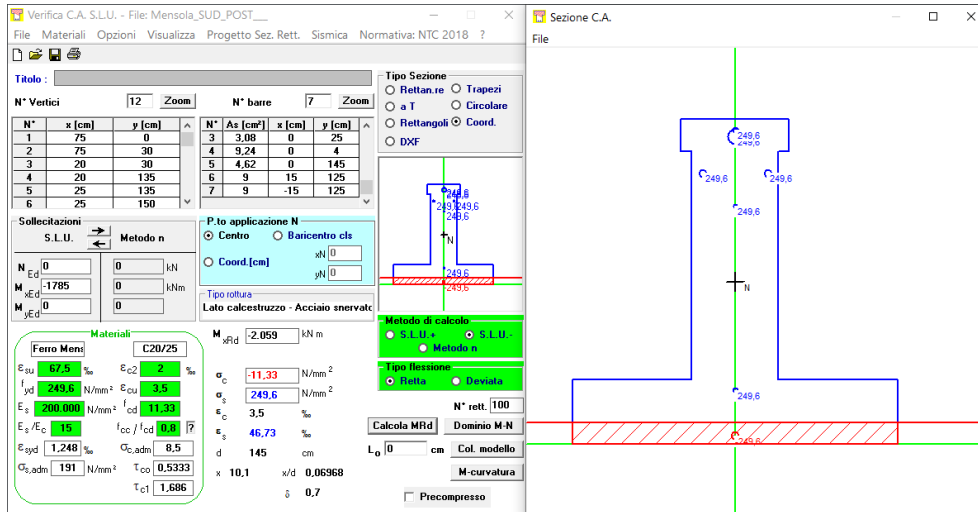 Verifica C.A. S.L.U. - File: Mensola_SUD_POST___
File Materiali Opzioni Visualizza Progetto Sez. Rett. Sismica Normativa: NTC 2018 ?
Titolo :
N° Vertici 12 Zoom N° barre 7 Zoom
N° x [cm] y [cm]
1 75 0
2 75 30
3 20 30
4 20 135
5 25 135
6 25 150
N° As [cm²] x [cm] y [cm]
3 3,08 0 25
4 9,24 0 4
5 4,62 0 145
6 9 15 125
7 9 -15 125
Tipo Sezione
Rettan.re Trapezi
a T Circolare
Rettangoli Coord.
DXF
Sollecitazioni
S.L.U. Metodo n
N Ed 0 0 kN
M xEd -1785 0 kNm
M yEd 0 0
P.to applicazione N
Centro Baricentro cls
Coord.[cm] xN 0
yN 0
Tipo rottura
Lato calcestruzzo - Acciaio snervato
249,6
249,6
N
249,6
249,6
Materiali
Ferro Mens C20/25
εsu 67,5 ‰ εc2 2 ‰
fyd 249,6 N/mm² εcu 3,5
Es 200.000 N/mm² fcd 11,33
Es /Ec 15 fcc / fcd 0,8 ?
εsyd 1,248 ‰ σc,adm 8,5
σs,adm 191 N/mm² τco 0,5333
τc1 1,686
M xRd -2.059 kN m
σc -11,33 N/mm²
σs 249,6 N/mm²
εc 3,5 ‰
εs 46,73 ‰
d 145 cm
x 10,1 x/d 0,06968
δ 0,7
Metodo di calcolo
S.L.U.+ S.L.U.-
Metodo n
Tipo flessione
Retta Deviata
N° rett. 100
Calcola MRd Dominio M-N
Lo 0 cm Col. modello
M-curvatura
Precompresso
Sezione C.A.
File
249,6
249,6
249,6
249,6
249,6
N
249,6
249,6